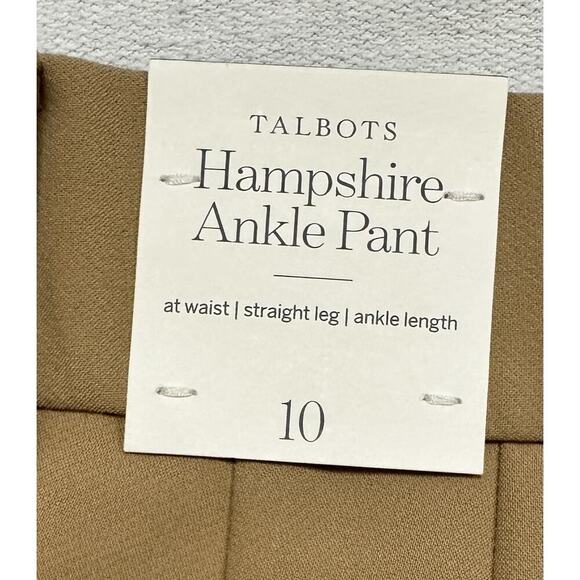 TALBOTS
Hampshire
Ankle Pant
at waist | straight leg | ankle length
10